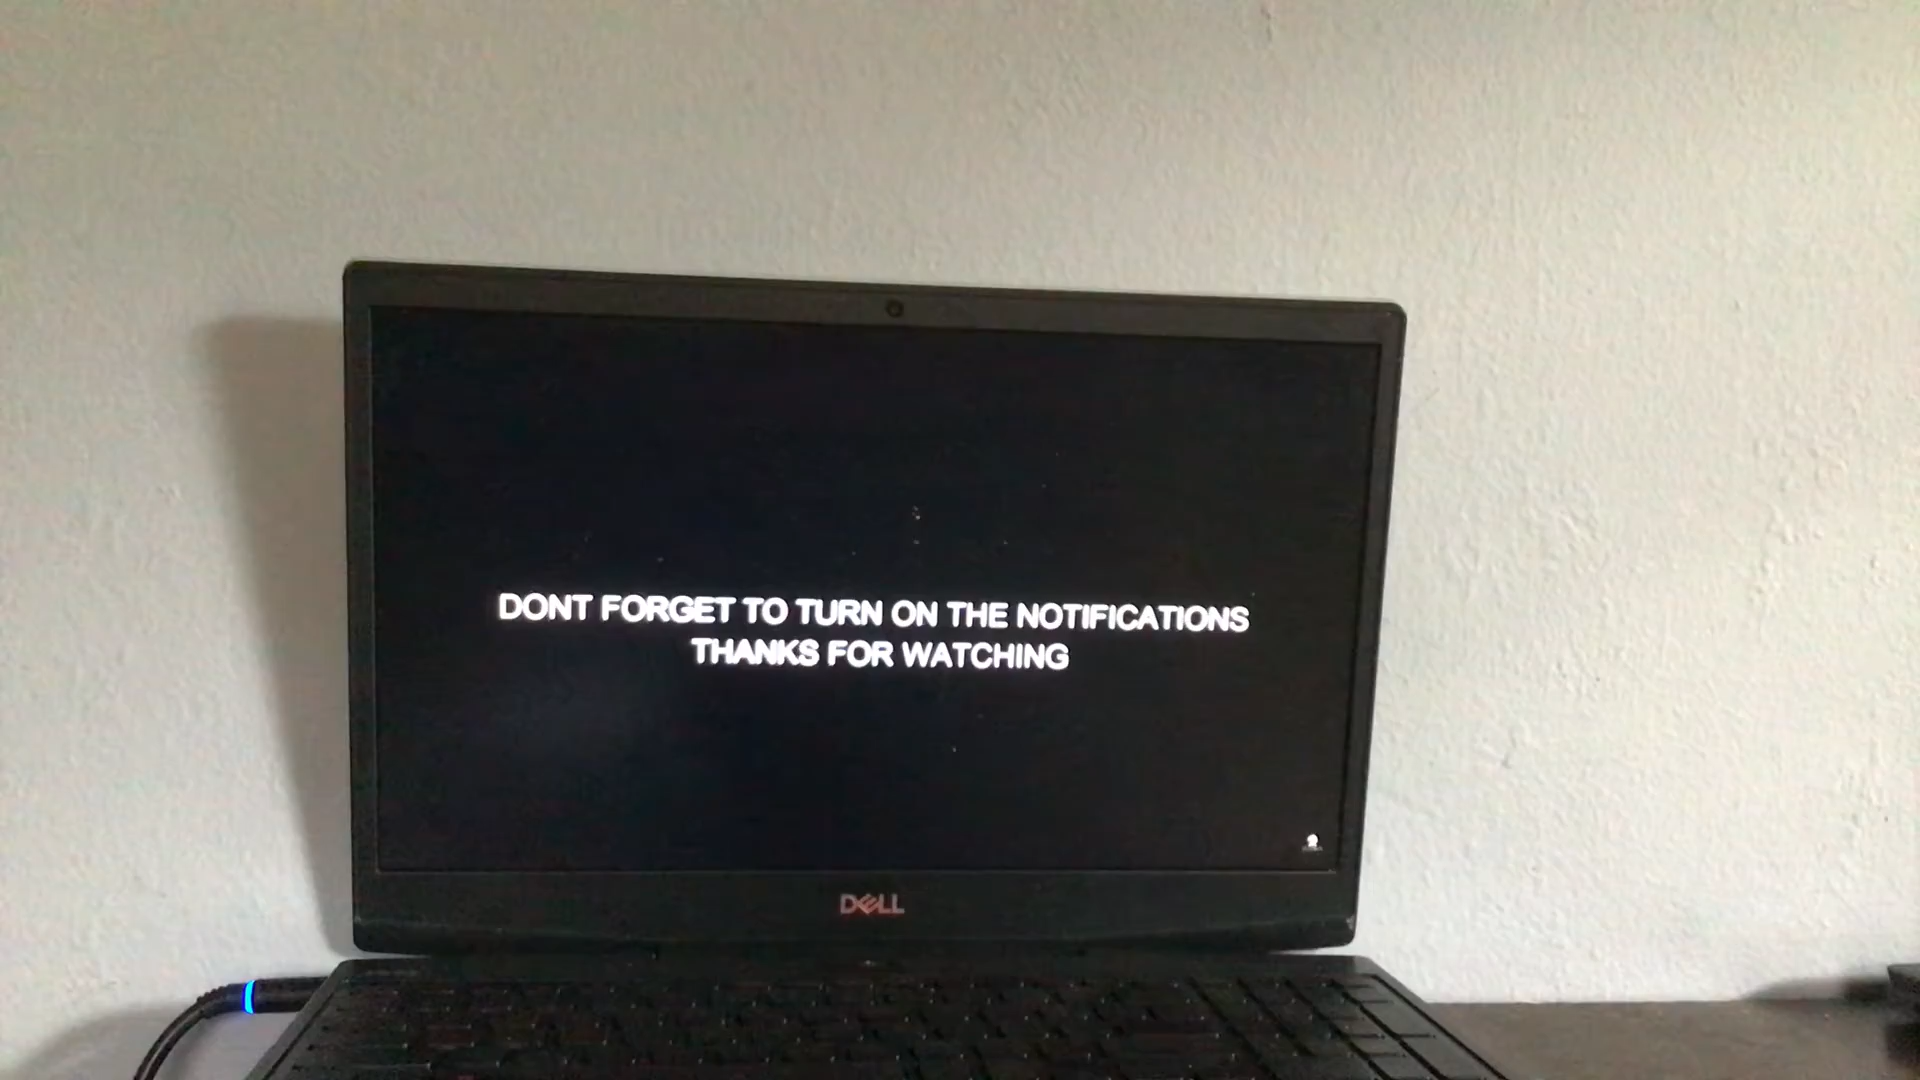 DONT FORGET TO TURN ON THE NOTIFICATIONS
THANKS FOR WATCHING
DELL